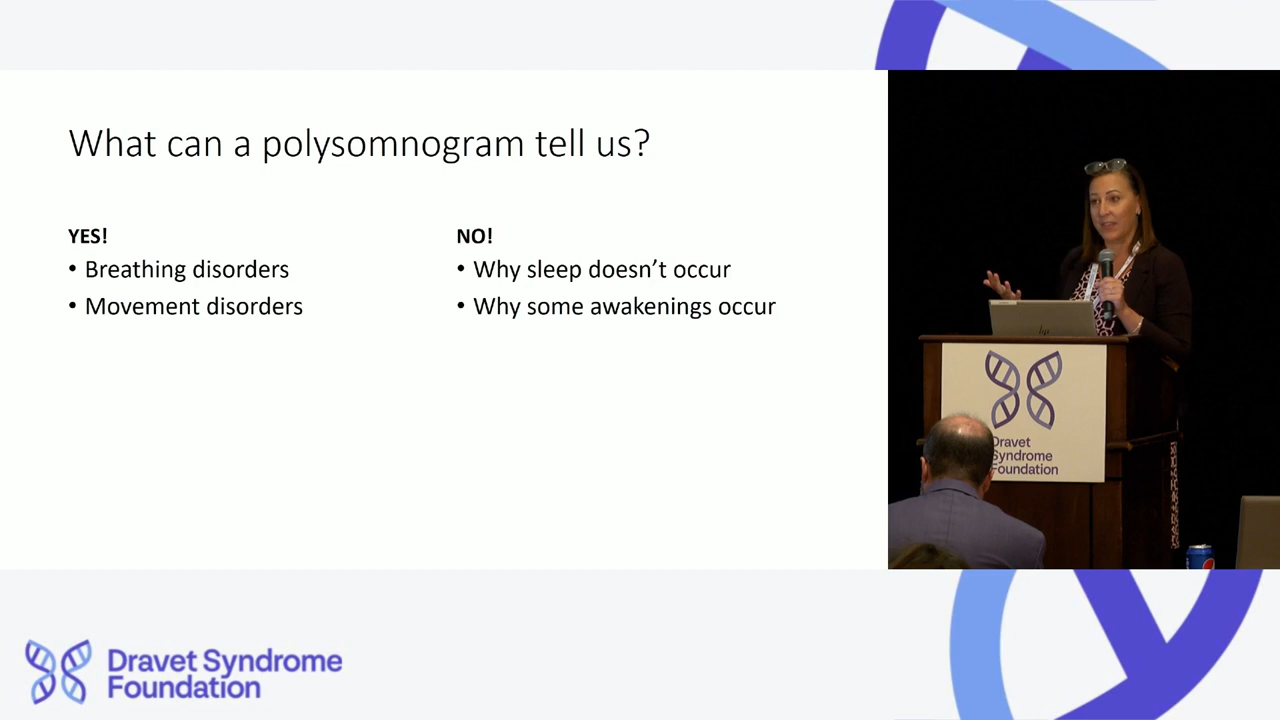 What can a polysomnogram tell us?
YES!
• Breathing disorders
• Movement disorders
NO!
• Why sleep doesn’t occur
• Why some awakenings occur
hp
Dravet
Syndrome
Foundation
Dravet Syndrome
Foundation